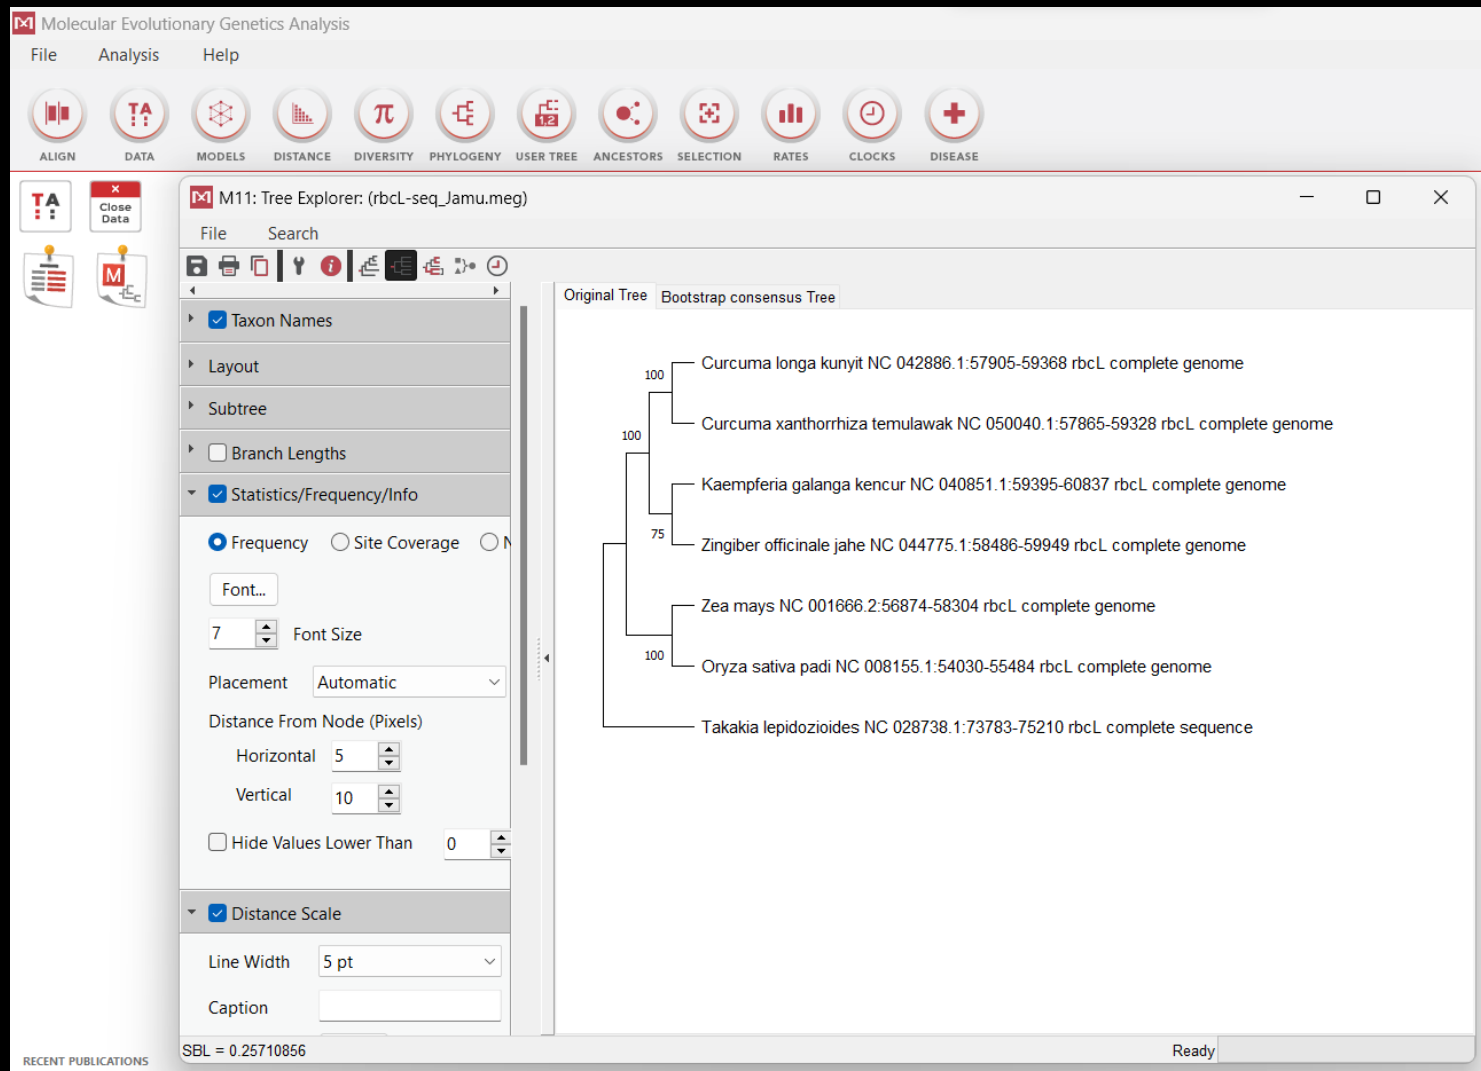 Molecular Evolutionary Genetics Analysis
File Analysis Help
TA π 1.2
ALIGN DATA MODELS DISTANCE DIVERSITY PHYLOGENY USER TREE ANCESTORS SELECTION RATES CLOCKS DISEASE
TA
Close
Data
M
M11: Tree Explorer: (rbcL-seq_Jamu.meg)
File Search
Taxon Names
Layout
Subtree
Branch Lengths
Statistics/Frequency/Info
Frequency Site Coverage N
Font...
7 Font Size
Placement Automatic
Distance From Node (Pixels)
Horizontal 5
Vertical 10
Hide Values Lower Than 0
Distance Scale
Line Width 5 pt
Caption
Original Tree Bootstrap consensus Tree
Curcuma longa kunyit NC 042886.1:57905-59368 rbcL complete genome
100
Curcuma xanthorrhiza temulawak NC 050040.1:57865-59328 rbcL complete genome
100
Kaempferia galanga kencur NC 040851.1:59395-60837 rbcL complete genome
75
Zingiber officinale jahe NC 044775.1:58486-59949 rbcL complete genome
Zea mays NC 001666.2:56874-58304 rbcL complete genome
100
Oryza sativa padi NC 008155.1:54030-55484 rbcL complete genome
Takakia lepidozioides NC 028738.1:73783-75210 rbcL complete sequence
SBL = 0.25710856
Ready
RECENT PUBLICATIONS